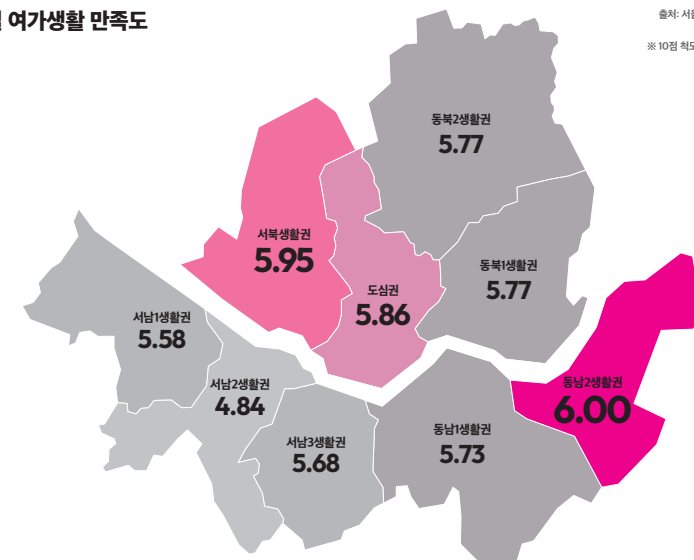 여가생활 만족도
출처:
※ 10점
동북2생활권
5.77
서북생활권
5.95
동북1생활권
5.77
도심권
5.86
서남1생활권
5.58
서남2생활권
4.84
동남2생활권
6.00
서남3생활권
5.68
동남1생활권
5.73